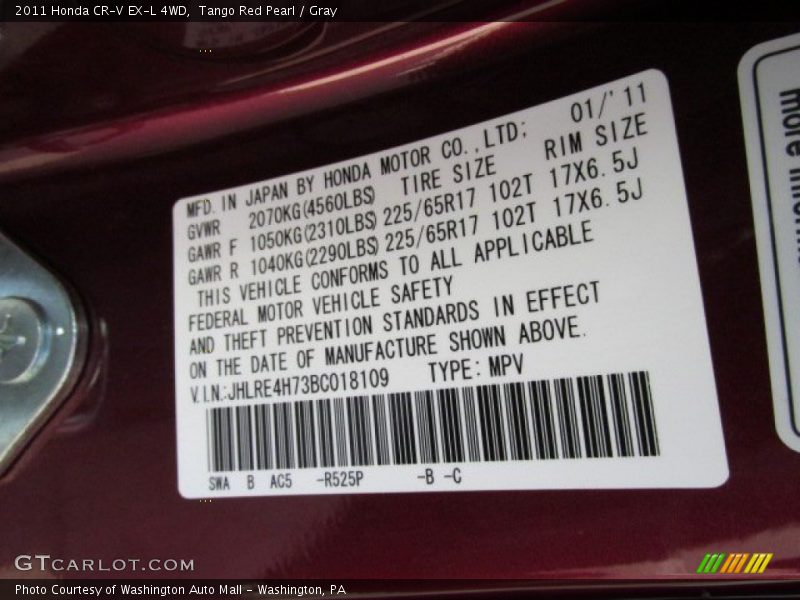 2011 Honda CR-V EX-L 4WD, Tango Red Pearl / Gray
MFD. IN JAPAN BY HONDA MOTOR CO.,LTD; 01/'11
GVWR 2070KG(4560LBS) TIRE SIZE RIM SIZE
GAWR F 1050KG(2310LBS) 225/65R17 102T 17X6.5J
GAWR R 1040KG(2290LBS) 225/65R17 102T 17X6.5J
THIS VEHICLE CONFORMS TO ALL APPLICABLE
FEDERAL MOTOR VEHICLE SAFETY
AND THEFT PREVENTION STANDARDS IN EFFECT
ON THE DATE OF MANUFACTURE SHOWN ABOVE.
V.I.N.:JHLRE4H73BC018109 TYPE: MPV
SWA B AC5 -R525P -B -C
more
GTCARLOT.COM
Photo Courtesy of Washington Auto Mall - Washington, PA